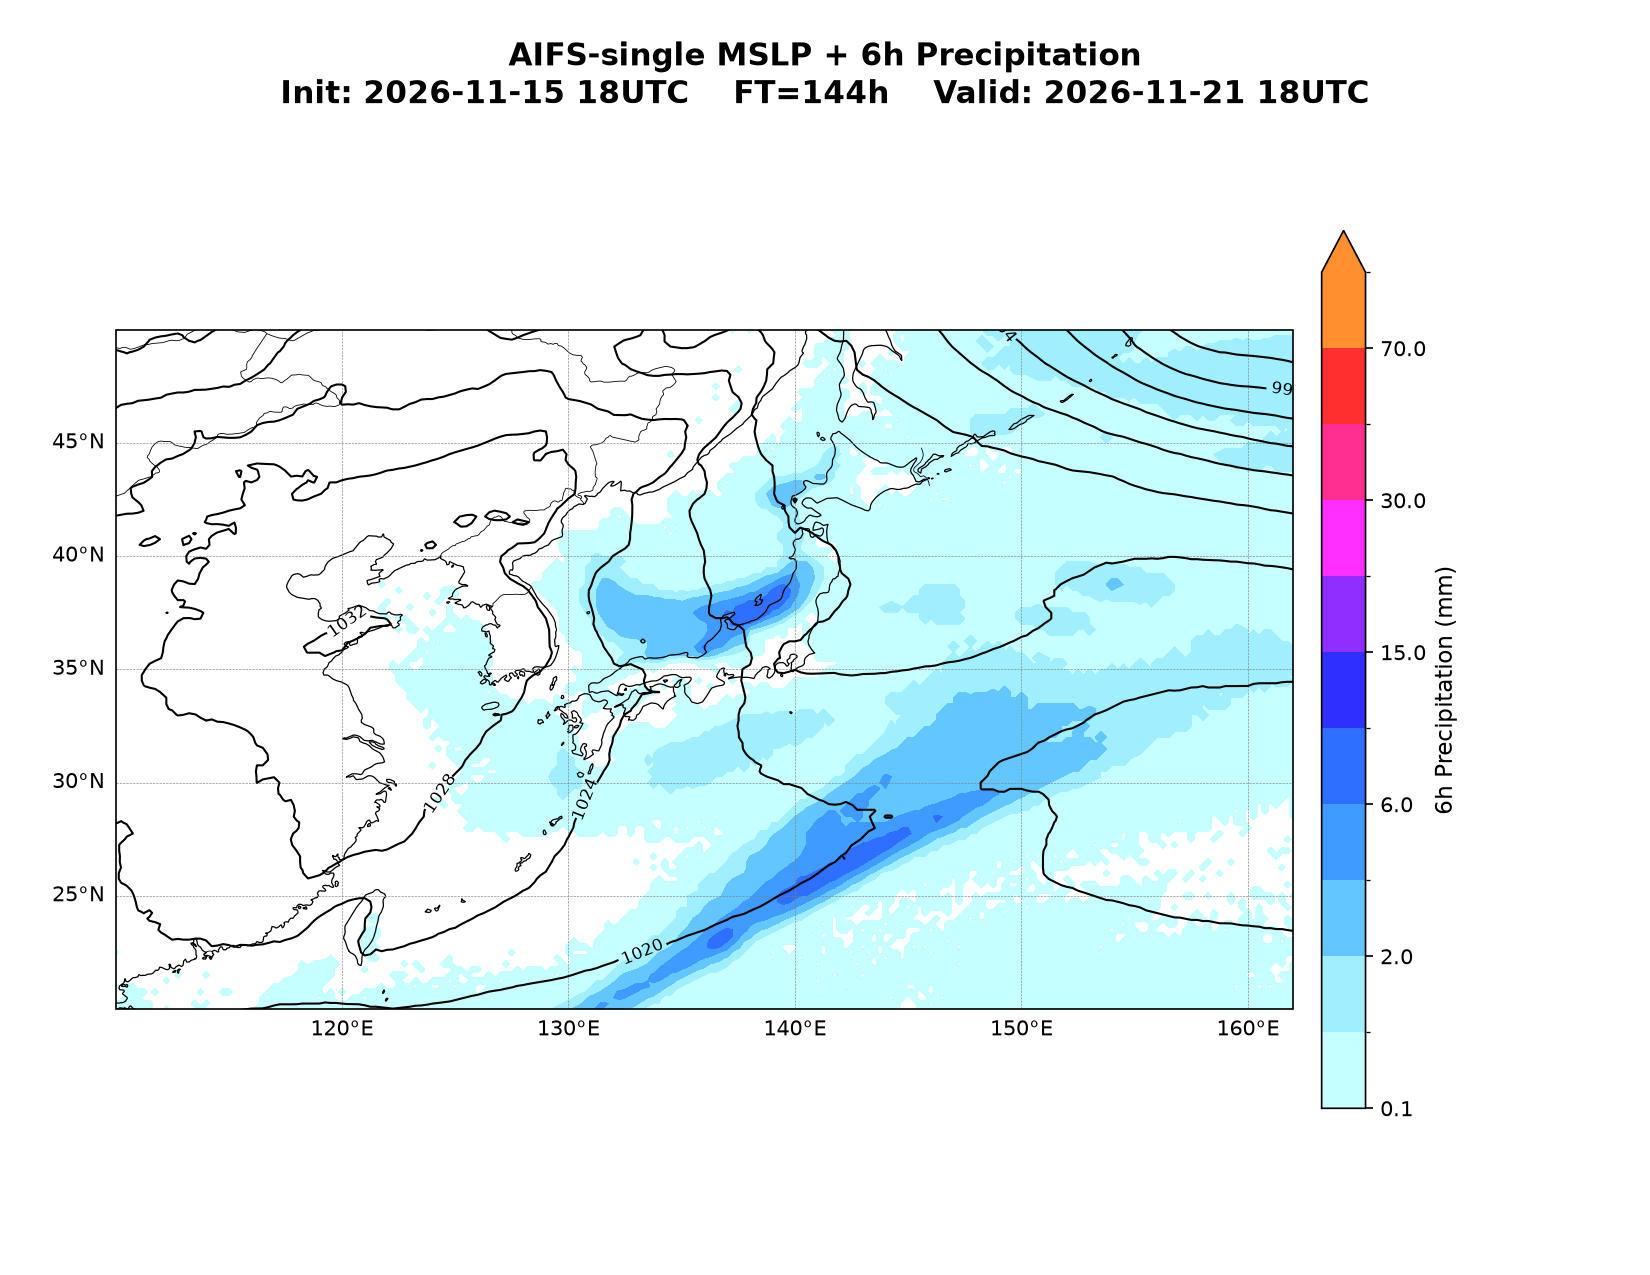 AIFS-single MSLP + 6h Precipitation
Init: 2026-11-15 18UTC    FT=144h    Valid: 2026-11-21 18UTC
70.0
30.0
15.0
6.0
2.0
0.1
6h Precipitation (mm)
45°N
40°N
35°N
30°N
25°N
120°E
130°E
140°E
150°E
160°E
1032
1028
1024
1020
99
4